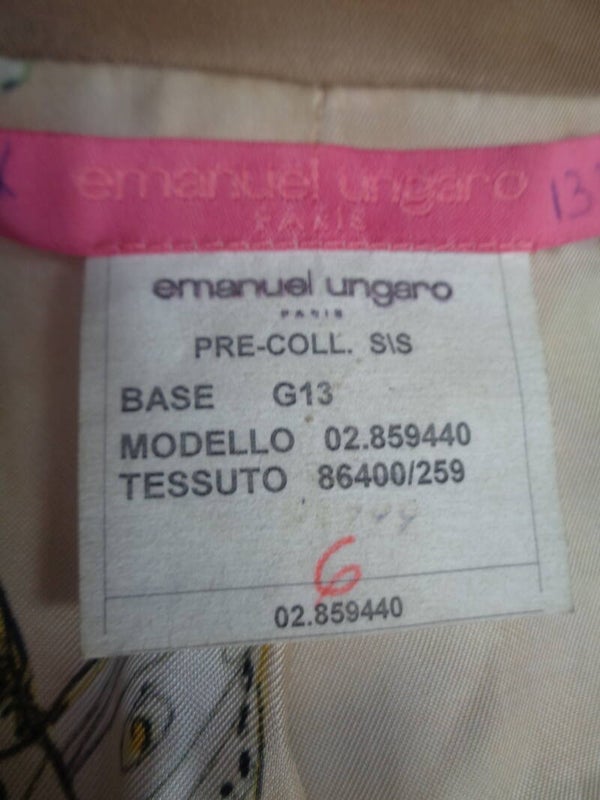 emanuel ungaro
PARIS
emanuel ungaro
PARIS
PRE-COLL. S\S
BASE G13
MODELLO 02.859440
TESSUTO 86400/259
6
02.859440